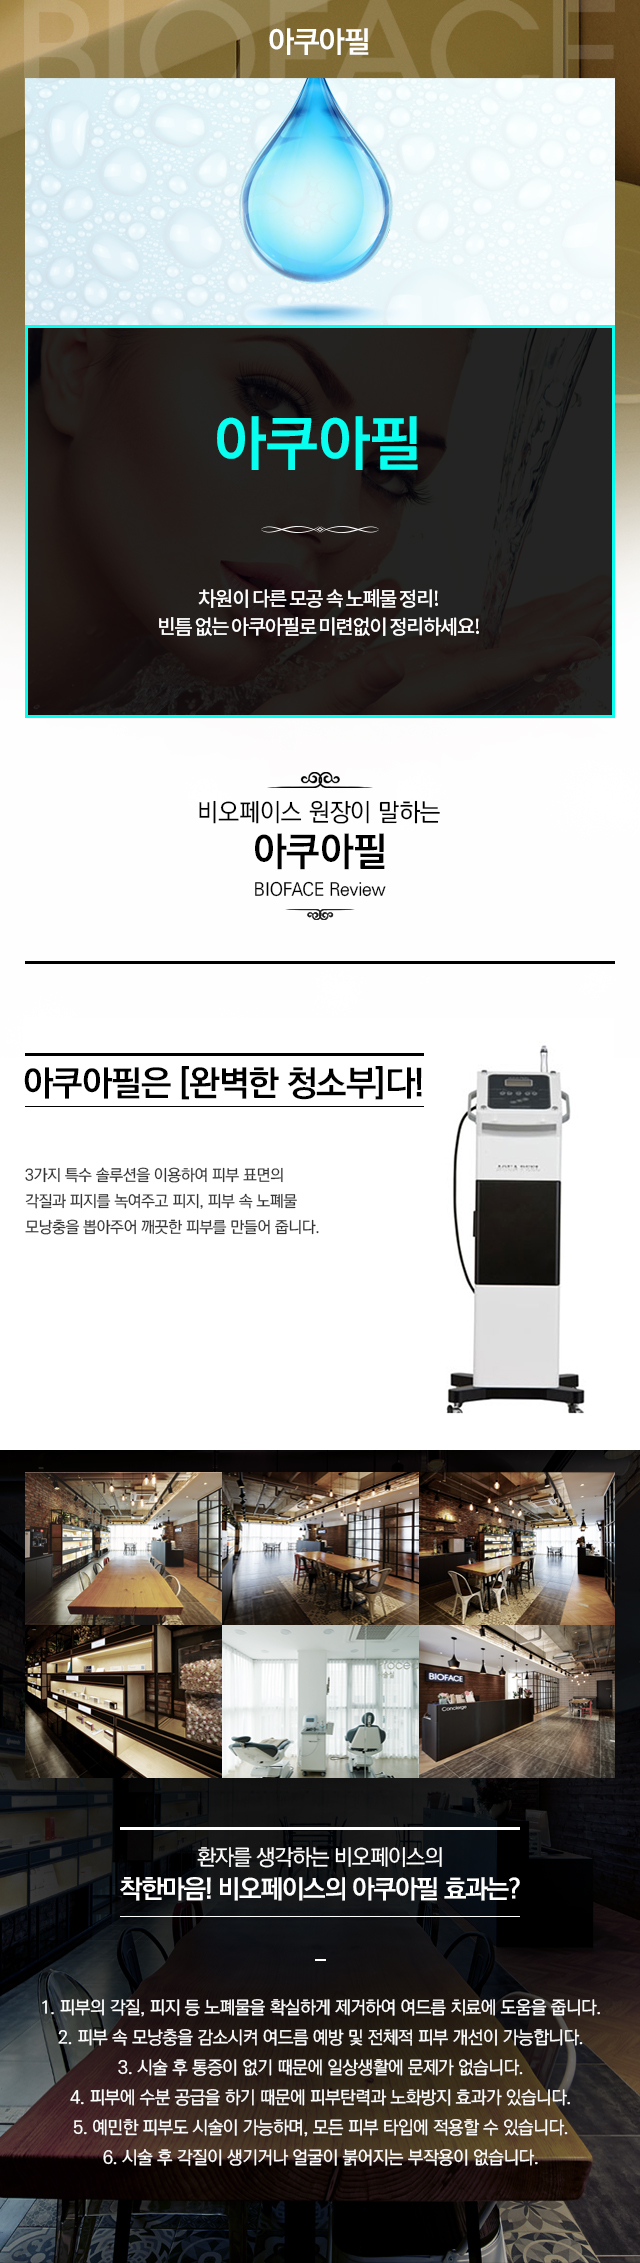 BIOFACE
아쿠아필
아쿠아필
차원이 다른 모공 속 노폐물 정리!
빈틈 없는 아쿠아필로 미련없이 정리하세요!
비오페이스 원장이 말하는
아쿠아필
BIOFACE Review
아쿠아필은 [완벽한 청소부]다!
3가지 특수 솔루션을 이용하여 피부 표면의
각질과 피지를 녹여주고 피지, 피부 속 노폐물
모낭충을 뽑아주어 깨끗한 피부를 만들어 줍니다.
AQUA PEEL
BIOFACE
Concierge
환자를 생각하는 비오페이스의
착한마음! 비오페이스의 아쿠아필 효과는?
1. 피부의 각질, 피지 등 노폐물을 확실하게 제거하여 여드름 치료에 도움을 줍니다.
2. 피부 속 모낭충을 감소시켜 여드름 예방 및 전체적 피부 개선이 가능합니다.
3. 시술 후 통증이 없기 때문에 일상생활에 문제가 없습니다.
4. 피부에 수분 공급을 하기 때문에 피부탄력과 노화방지 효과가 있습니다.
5. 예민한 피부도 시술이 가능하며, 모든 피부 타입에 적용할 수 있습니다.
6. 시술 후 각질이 생기거나 얼굴이 붉어지는 부작용이 없습니다.